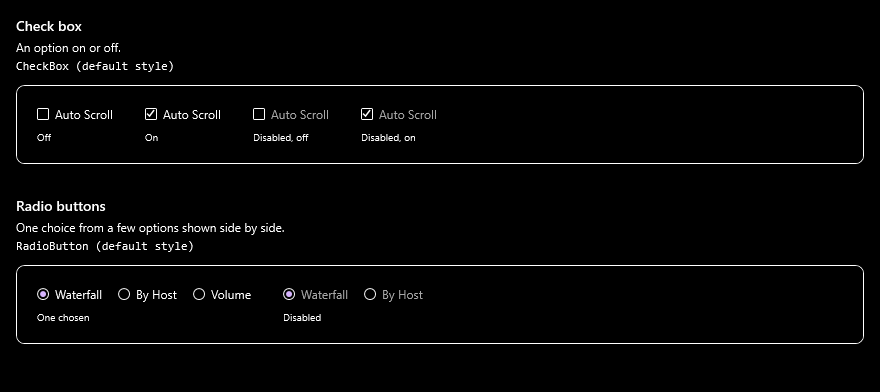 Check box
An option on or off.
CheckBox (default style)
Auto Scroll Auto Scroll Auto Scroll Auto Scroll
Off On Disabled, off Disabled, on
Radio buttons
One choice from a few options shown side by side.
RadioButton (default style)
Waterfall By Host Volume Waterfall By Host
One chosen Disabled